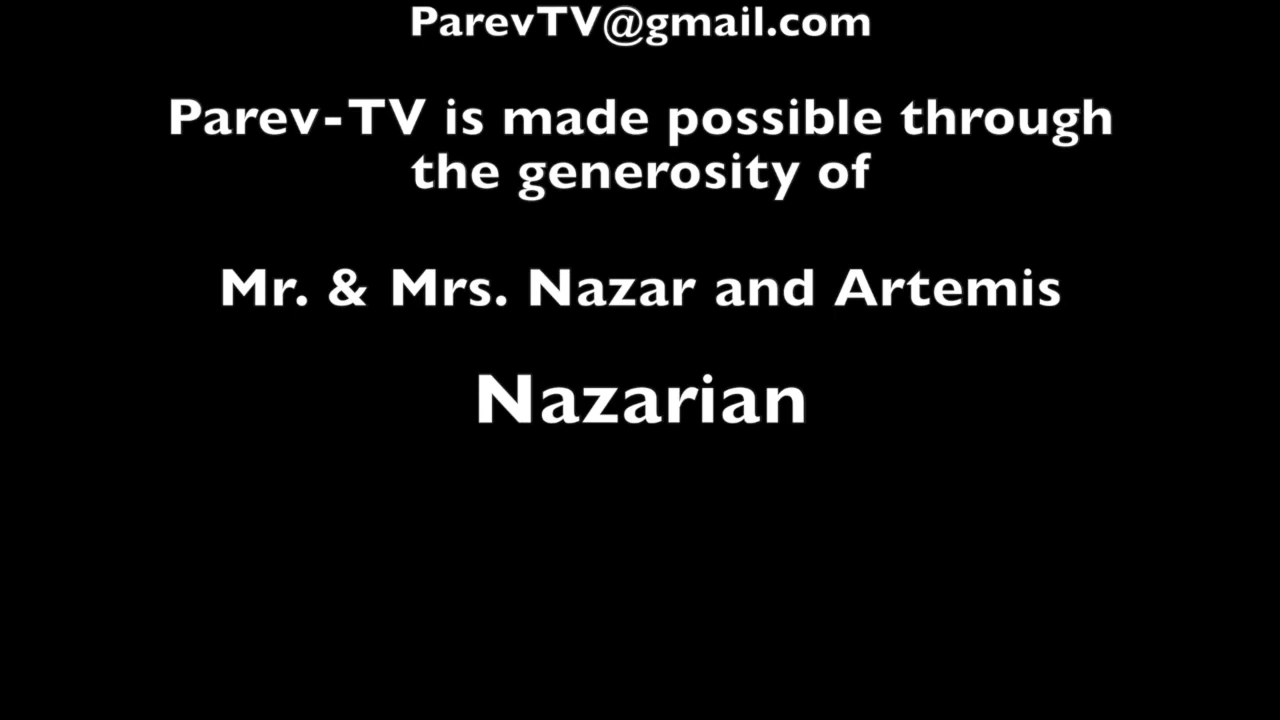 ParevTV@gmail.com
Parev-TV is made possible through
the generosity of
Mr. & Mrs. Nazar and Artemis
Nazarian